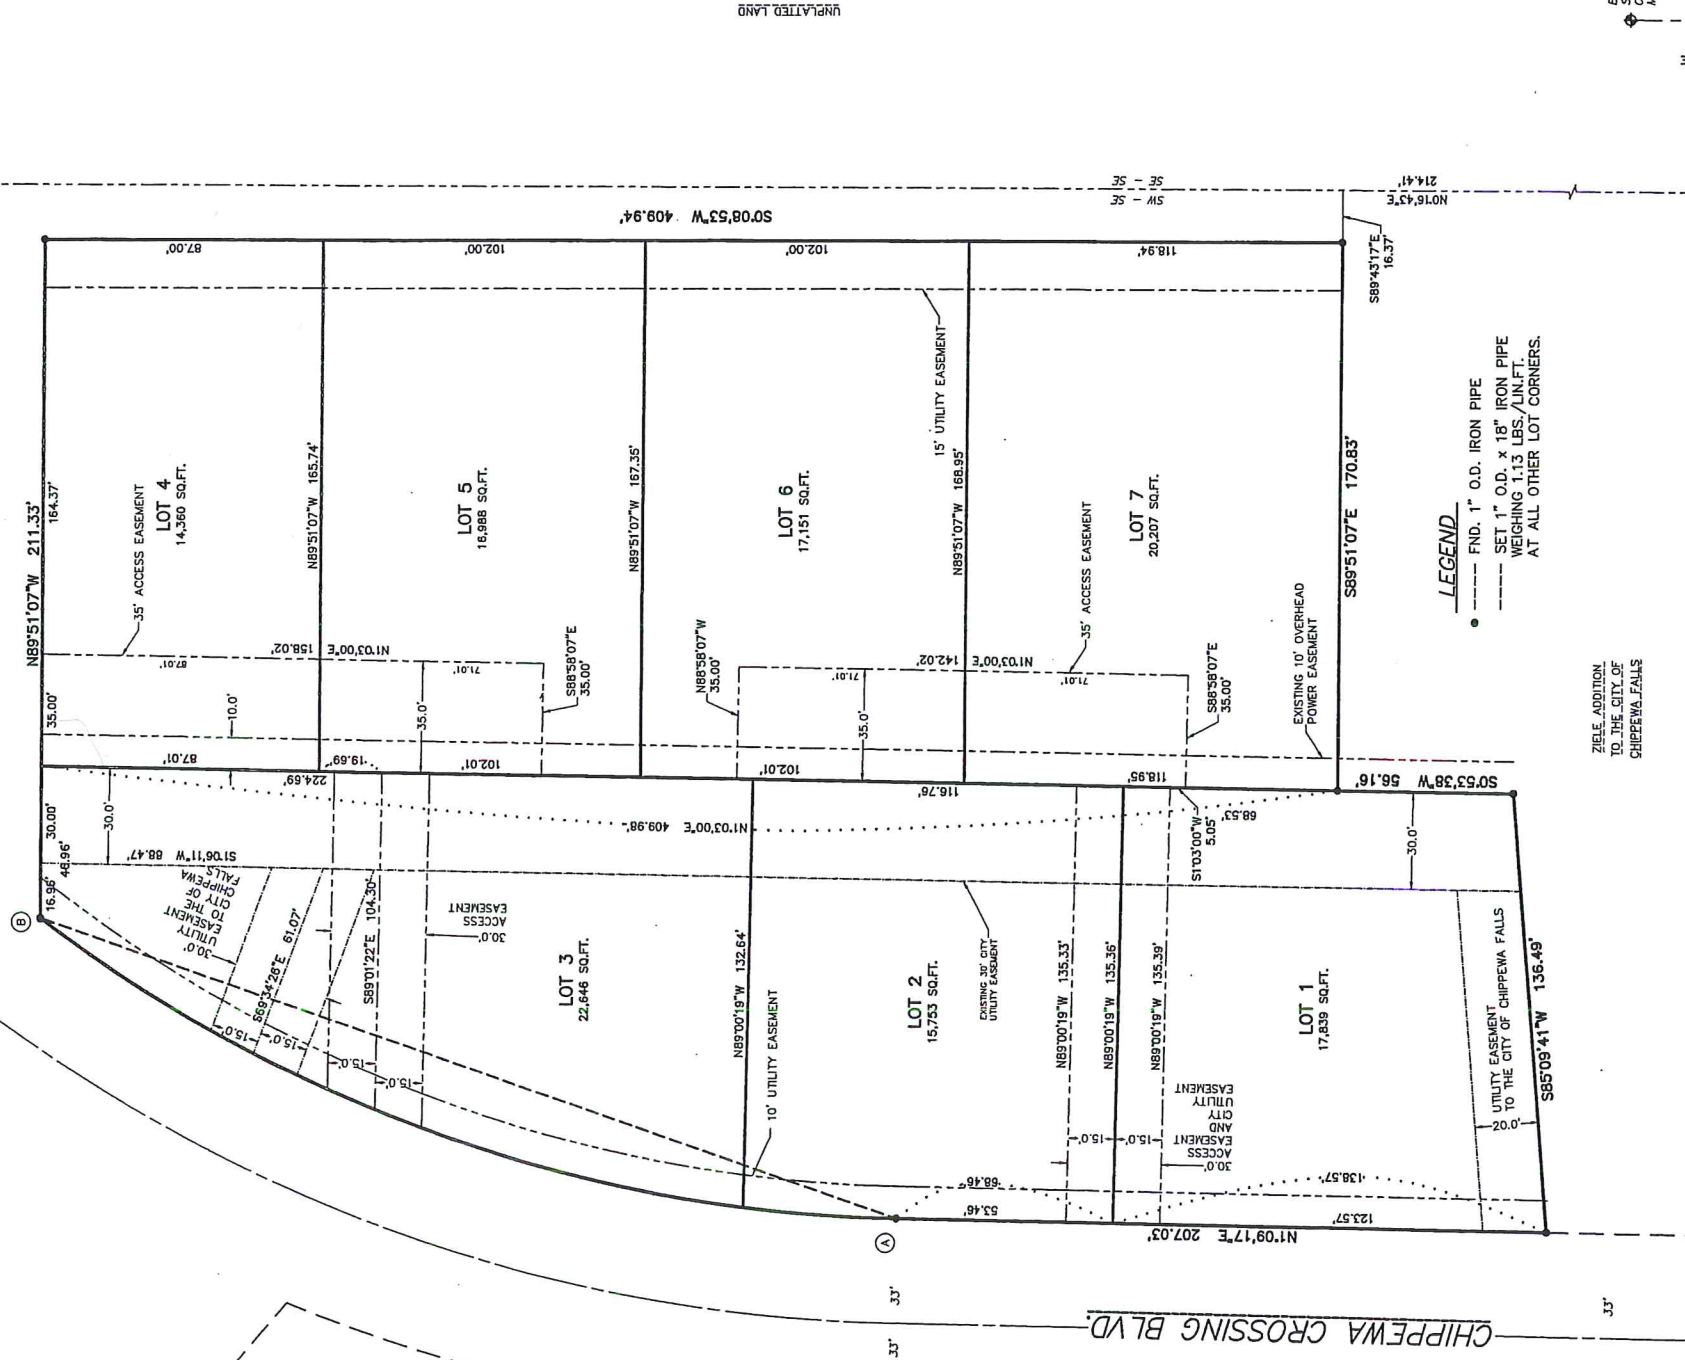 UNPLATTED LAND
SE - SE
SW - SE
N0°16'43"E
214.41'
S0°08'53"W 409.94'
87.00'
102.00'
102.00'
118.94'
S89°43'17"E
16.37'
N89°51'07"W 211.33'
164.37'
35.00'
30.00'
46.96'
16.96'
LOT 4
14,360 SQ.FT.
35' ACCESS EASEMENT
N89°51'07"W 165.74'
LOT 5
16,988 SQ.FT.
N89°51'07"W 167.35'
LOT 6
17,151 SQ.FT.
15' UTILITY EASEMENT
N89°51'07"W 168.95'
LOT 7
20,207 SQ.FT.
35' ACCESS EASEMENT
S89°51'07"E 170.83'
87.01'
N1°03'00"E 158.02'
71.01'
S88°58'07"E
35.00'
N88°58'07"W
35.00'
71.01'
N1°03'00"E 142.02'
71.01'
S88°58'07"E
35.00'
EXISTING 10' OVERHEAD
POWER EASEMENT
10.0'
35.0'
35.0'
87.01'
19.69'
102.01'
102.01'
118.95'
S0°53'38"W 56.16'
224.69'
116.76'
68.53'
N1°03'00"E 409.98'
S1°03'00"W
5.05'
30.0'
30.0'
S1°06'11"W 88.47'
30.0'
UTILITY
EASEMENT
TO THE
CITY OF
CHIPPEWA
FALLS
S69°34'26"E 61.07'
S89°01'22"E 104.30'
30.0'
ACCESS
EASEMENT
15.0'
15.0'
15.0'
15.0'
LOT 3
22,646 SQ.FT.
N89°00'19"W 132.64'
10' UTILITY EASEMENT
LOT 2
15,753 SQ.FT.
EXISTING 30' CITY
UTILITY EASEMENT
N89°00'19"W 135.33'
N89°00'19"W 135.36'
N89°00'19"W 135.39'
15.0'
15.0'
30.0'
ACCESS
EASEMENT
AND
CITY
UTILITY
EASEMENT
LOT 1
17,839 SQ.FT.
UTILITY EASEMENT
TO THE CITY OF CHIPPEWA FALLS
20.0'
S85°09'41"W 136.49'
68.46'
53.46'
138.57'
123.57'
N1°09'17"E 207.03'
A
B
33'
33'
33'
CHIPPEWA CROSSING BLVD.
LEGEND
FND. 1" O.D. IRON PIPE
SET 1" O.D. x 18" IRON PIPE
WEIGHING 1.13 LBS./LIN.FT.
AT ALL OTHER LOT CORNERS.
ZIELE ADDITION
TO THE CITY OF
CHIPPEWA FALLS